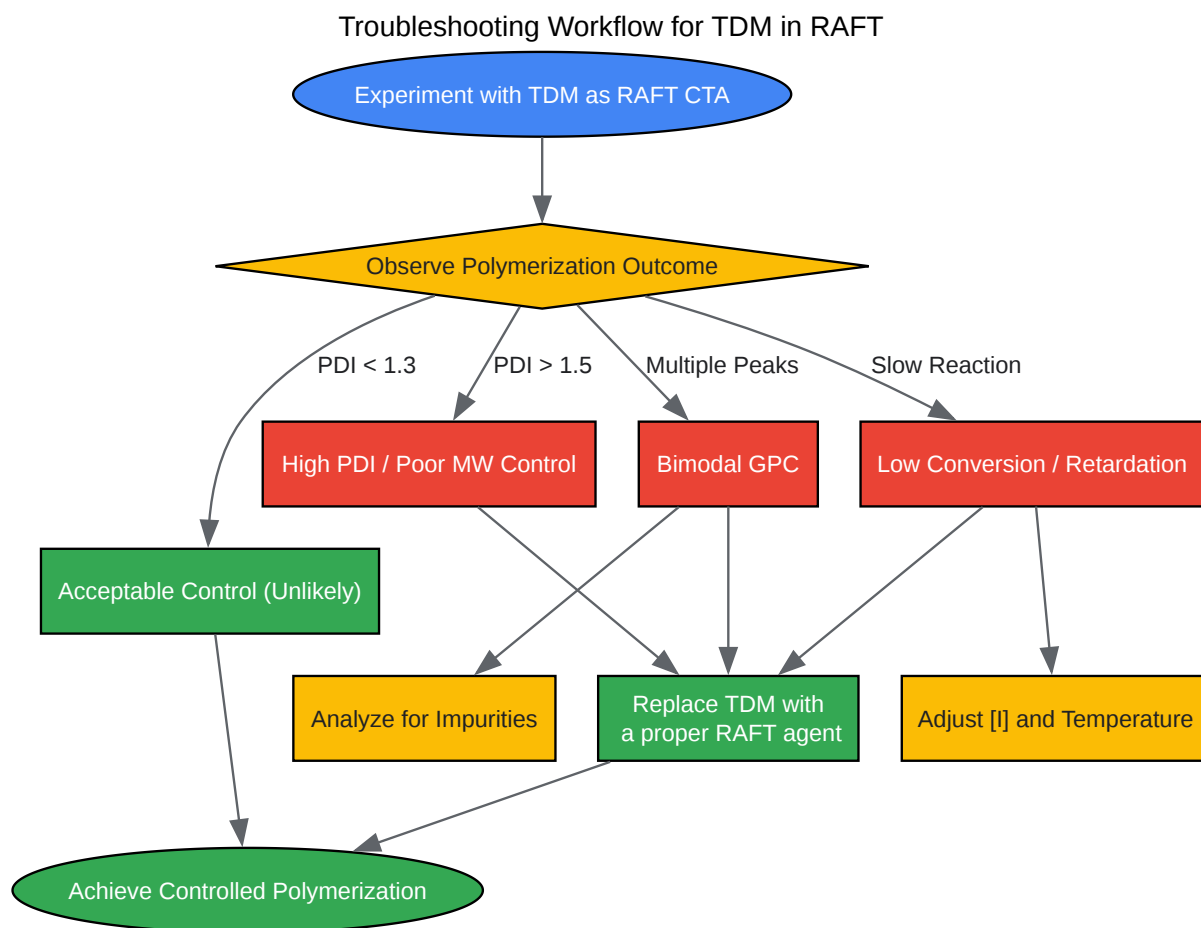 Troubleshooting Workflow for TDM in RAFT
Experiment with TDM as RAFT CTA
Observe Polymerization Outcome
PDI < 1.3
PDI > 1.5
Multiple Peaks
Slow Reaction
High PDI / Poor MW Control
Bimodal GPC
Low Conversion / Retardation
Acceptable Control (Unlikely)
Analyze for Impurities
Replace TDM with
a proper RAFT agent
Adjust [I] and Temperature
Achieve Controlled Polymerization